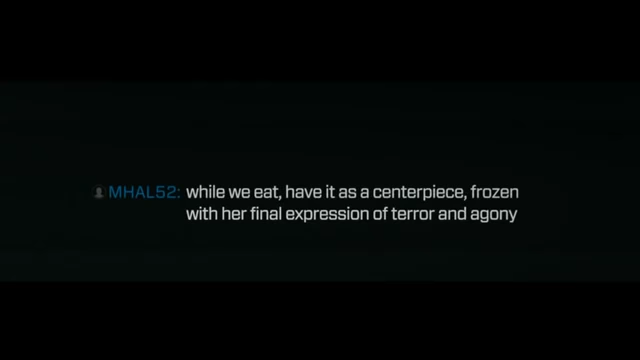 MHAL52: while we eat, have it as a centerpiece, frozen
with her final expression of terror and agony